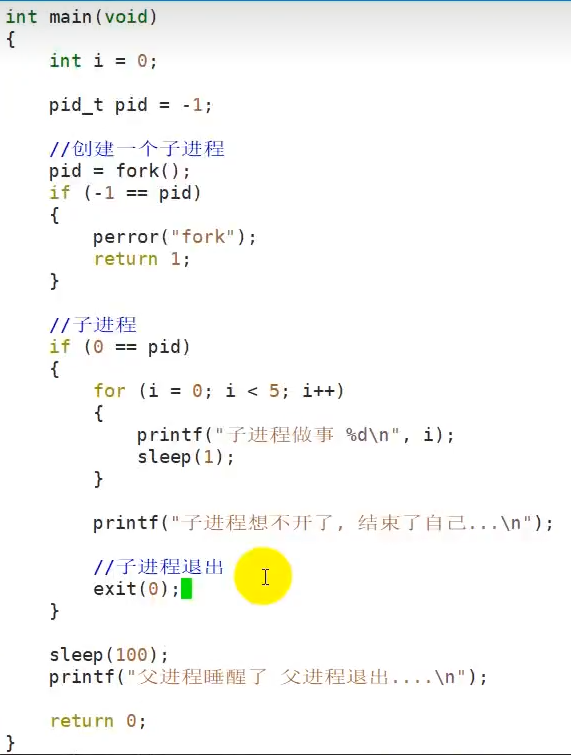 int main(void)
{
    int i = 0;

    pid_t pid = -1;

    //创建一个子进程
    pid = fork();
    if (-1 == pid)
    {
        perror("fork");
        return 1;
    }

    //子进程
    if (0 == pid)
    {
        for (i = 0; i < 5; i++)
        {
            printf("子进程做事 %d\n", i);
            sleep(1);
        }

        printf("子进程想不开了, 结束了自己...\n");

        //子进程退出
        exit(0);
    }

    sleep(100);
    printf("父进程睡醒了 父进程退出....\n");

    return 0;
}